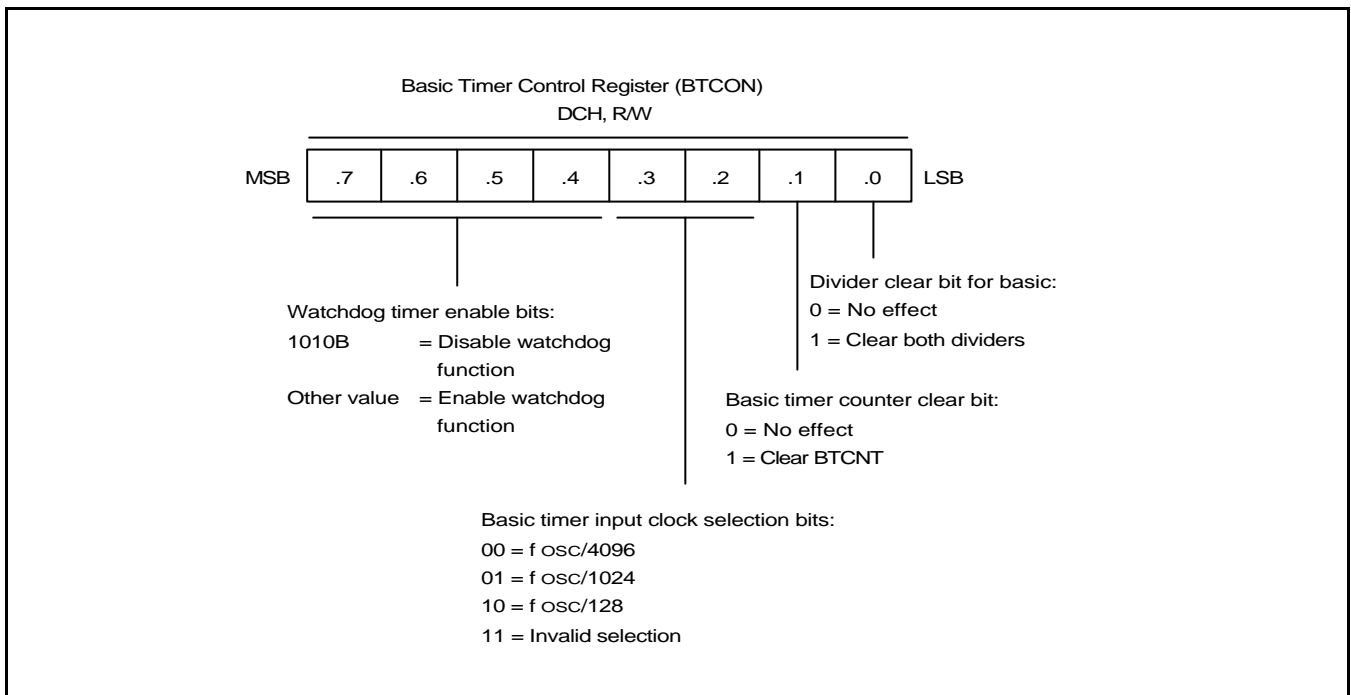 Basic Timer Control Register (BTCON)
DCH, R/W
MSB .7 .6 .5 .4 .3 .2 .1 .0 LSB
Divider clear bit for basic:
0 = No effect
1 = Clear both dividers
Watchdog timer enable bits:
1010B = Disable watchdog
function
Other value = Enable watchdog
function
Basic timer counter clear bit:
0 = No effect
1 = Clear BTCNT
Basic timer input clock selection bits:
00 = f OSC/4096
01 = f OSC/1024
10 = f OSC/128
11 = Invalid selection